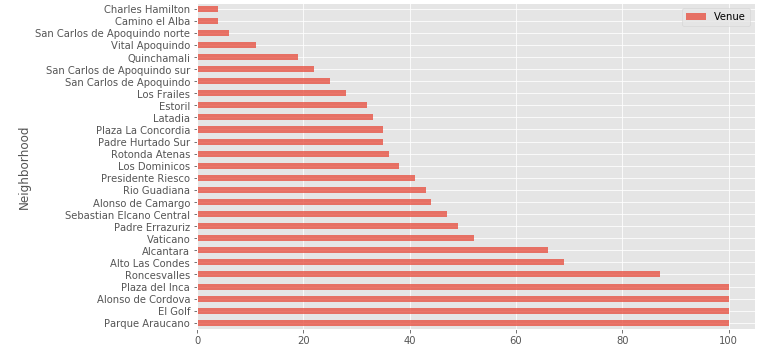 Charles Hamilton
Camino el Alba
San Carlos de Apoquindo norte
Vital Apoquindo
Quinchamali
San Carlos de Apoquindo sur
San Carlos de Apoquindo
Los Frailes
Estoril
Latadia
Plaza La Concordia
Padre Hurtado Sur
Rotonda Atenas
Los Dominicos
Presidente Riesco
Rio Guadiana
Alonso de Camargo
Sebastian Elcano Central
Padre Errazuriz
Vaticano
Alcantara
Alto Las Condes
Roncesvalles
Plaza del Inca
Alonso de Cordova
El Golf
Parque Araucano
Neighborhood
Venue
0 20 40 60 80 100